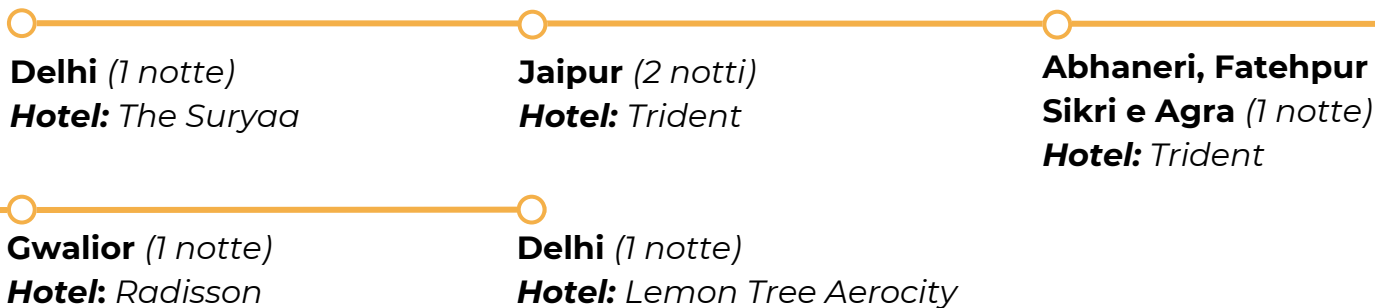 Delhi (1 notte)
Hotel: The Suryaa
Jaipur (2 notti)
Hotel: Trident
Abhaneri, Fatehpur
Sikri e Agra (1 notte)
Hotel: Trident
Gwalior (1 notte)
Hotel: Radisson
Delhi (1 notte)
Hotel: Lemon Tree Aerocity